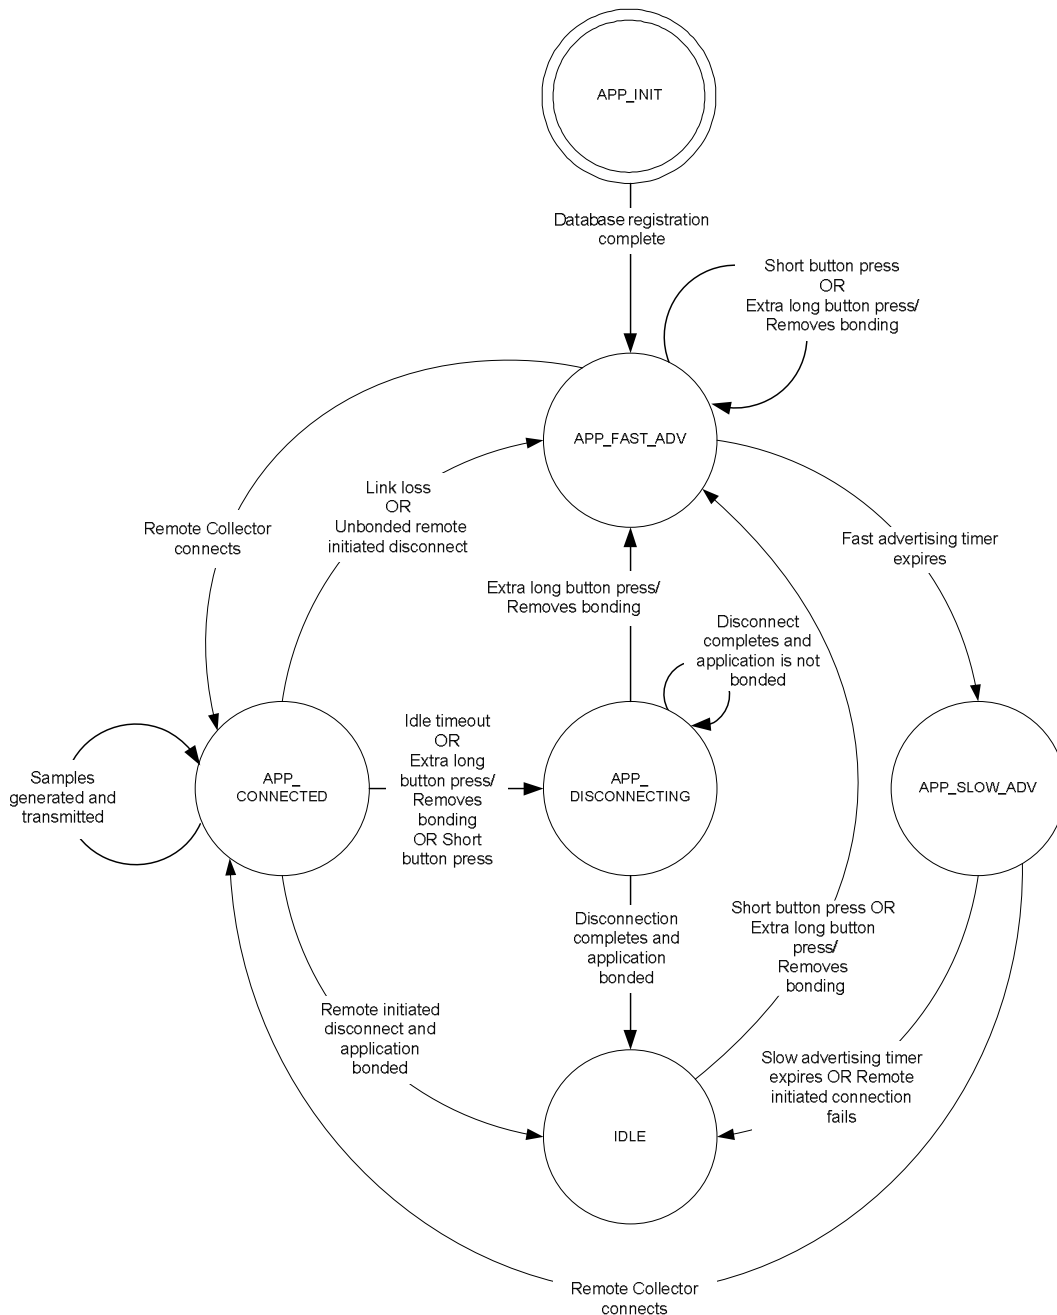 APP_INIT
Database registration
complete
Short button press
OR
Extra long button press/
Removes bonding
APP_FAST_ADV
Link loss
OR
Unbonded remote
initiated disconnect
Remote Collector
connects
Fast advertising timer
expires
Extra long button press/
Removes bonding
Disconnect
completes and
application is not
bonded
Idle timeout
OR
Extra long
button press/
Removes
bonding
OR Short
button press
Samples
generated and
transmitted
APP_
CONNECTED
APP_
DISCONNECTING
APP_SLOW_ADV
Disconnection
completes and
application
bonded
Short button press OR
Extra long button
press/
Removes
bonding
Remote initiated
disconnect and
application
bonded
Slow advertising timer
expires OR Remote
initiated connection
fails
IDLE
Remote Collector
connects